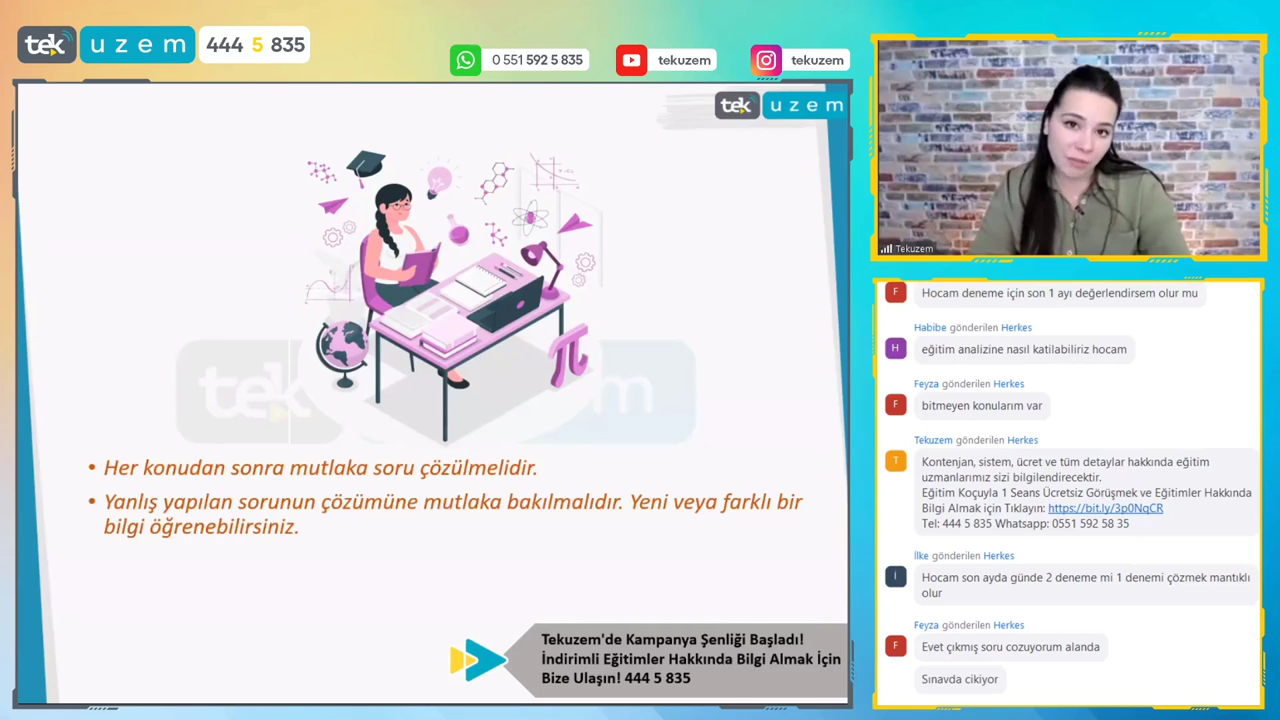 tek uzem 444 5 835
0 551 592 5 835
tekuzem
tekuzem
tek uzem
π
• Her konudan sonra mutlaka soru çözülmelidir.
• Yanlış yapılan sorunun çözümüne mutlaka bakılmalıdır. Yeni veya farklı bir
bilgi öğrenebilirsiniz.
Tekuzem'de Kampanya Şenliği Başladı!
İndirimli Eğitimler Hakkında Bilgi Almak İçin
Bize Ulaşın! 444 5 835
Tekuzem
F
Hocam deneme için son 1 ayı değerlendirsem olur mu
Habibe gönderilen Herkes
H
eğitim analizine nasıl katilabiliriz hocam
Feyza gönderilen Herkes
F
bitmeyen konularım var
Tekuzem gönderilen Herkes
T
Kontenjan, sistem, ücret ve tüm detaylar hakkında eğitim
uzmanlarımız sizi bilgilendirecektir.
Eğitim Koçuyla 1 Seans Ücretsiz Görüşmek ve Eğitimler Hakkında
Bilgi Almak için Tıklayın: https://bit.ly/3p0NqCR
Tel: 444 5 835 Whatsapp: 0551 592 58 35
İlke gönderilen Herkes
İ
Hocam son ayda günde 2 deneme mi 1 denemi çözmek mantıklı
olur
Feyza gönderilen Herkes
F
Evet çıkmış soru cozuyorum alanda
Sınavda cikiyor